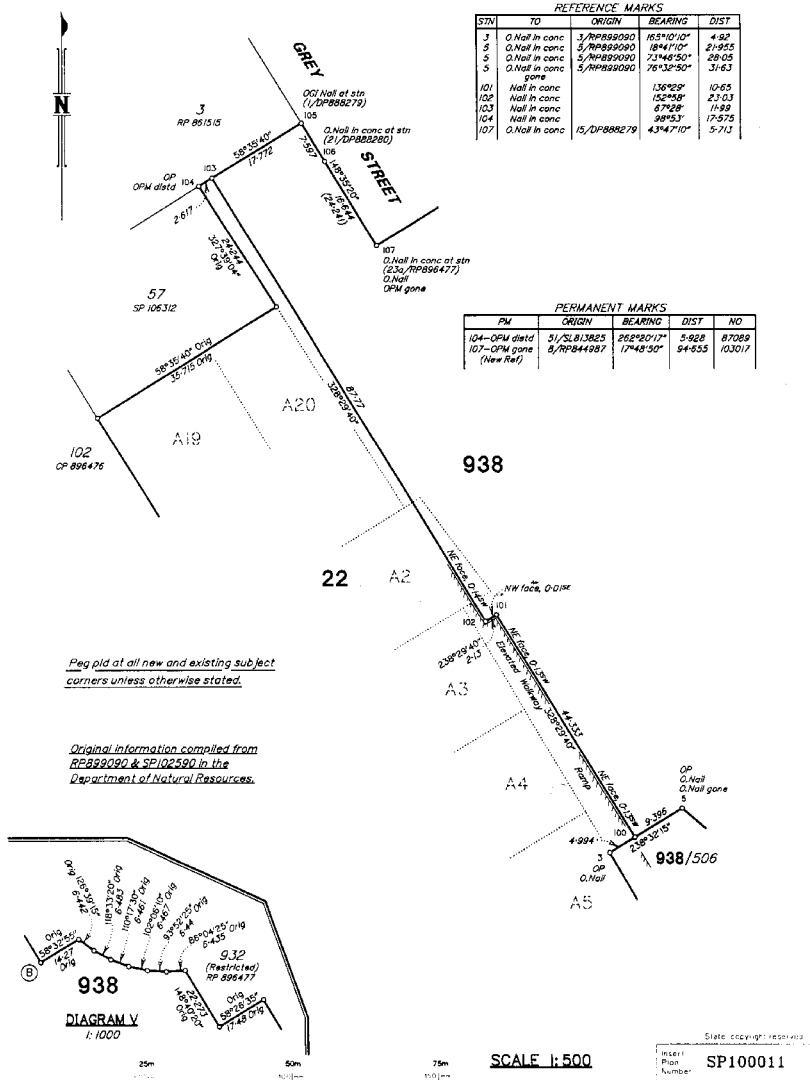 REFERENCE MARKS
STN TO ORIGIN BEARING DIST
3 O.Nail in conc 3/RP899090 165°10'10" 4·92
5 O.Nail in conc 5/RP899090 18°41'10" 21·955
5 O.Nail in conc 5/RP899090 73°48'50" 28·05
5 O.Nail in conc gone 5/RP899090 76°32'50" 31·63
101 Nail in conc 136°29' 10·65
102 Nail in conc 152°58' 23·03
103 Nail in conc 67°28' 11·99
104 Nail in conc 98°53' 17·575
107 O.Nail in conc 15/DP888279 43°47'10" 5·713
N
GREY
STREET
3
RP 861515
OGI Nail at stn
(1/DP888279)
105
O.Nail in conc at stn
(21/DP888280)
106
58°35'40"
17·772
7·597
148°35'20"
16·644
(24·241)
OP
OPM distd
104
103
2·617
107
O.Nail in conc at stn
(23a/RP896477)
O.Nail
OPM gone
24·244
327°39'04"
Orig
57
SP 106312
PERMANENT MARKS
PM ORIGIN BEARING DIST NO
104-OPM distd 51/SL813825 262°20'17" 5·928 87089
107-OPM gone 8/RP844987 17°48'50" 94·655 103017
(New Ref)
58°35'40" Orig
35·715 Orig
87·77
328°29'40"
A20
A19
102
CP 896476
938
22
A2
NE face, 0·14SW
NW face, 0·01SE
101
102
238°29'40"
2·13
NE face, 0·13SW
Elevated Walkway
44·333
328°29'40"
A3
Peg pld at all new and existing subject
corners unless otherwise stated.
Original information compiled from
RP899090 & SP102590 in the
Department of Natural Resources.
A4
Ramp
NE face, 0·13SW
OP
O.Nail
O.Nail gone
5
100
9·396
238°32'15"
4·994
3
OP
O.Nail
938/506
A5
Orig 126°39'15"
6·442
118°33'20" Orig
6·483
110°17'30" Orig
6·461
102°06'10" Orig
6·467
93°52'25" Orig
6·44
86°04'25" Orig
6·435
Orig
58°32'55"
14·27
Orig
B
938
932
(Restricted)
RP 896477
22·273
148°40'20"
Orig
Orig
58°28'35"
17·48 Orig
DIAGRAM V
1:1000
25m 50m 75m
SCALE 1:500
State copyright reserved
Insert
Plan
Number
SP100011